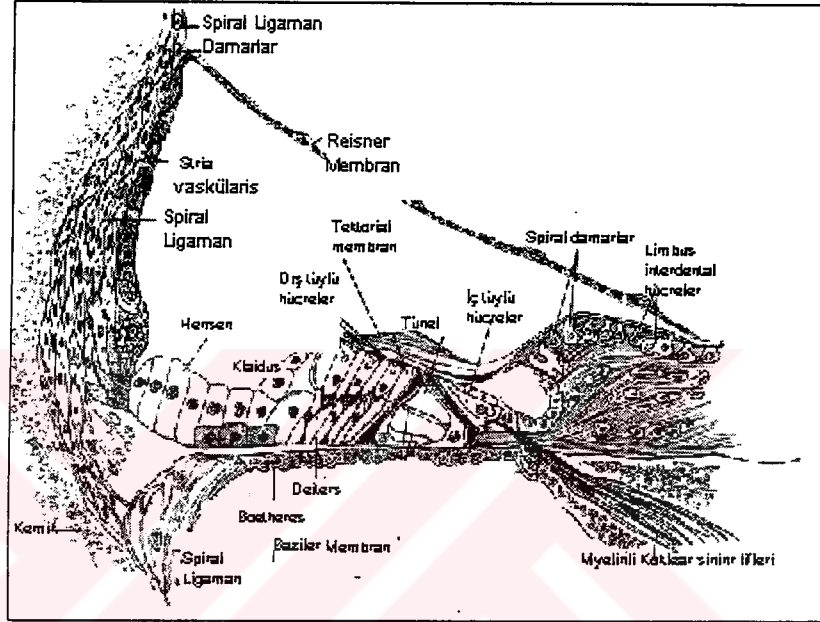 Spiral Ligaman
Damarlar
Reisner
Membran
Stria
vaskülaris
Spiral
Ligaman
Tektorial
membran
Spiral damarlar
Limbus
interdental
hücreler
Dış tüylü
hücreler
İç tüylü
hücreler
Tünel
Hensen
Klaidus
Deiters
Boetheres
Baziler Membran
Kemik
Spiral
Ligaman
Myelinli Koklear sininr lifleri